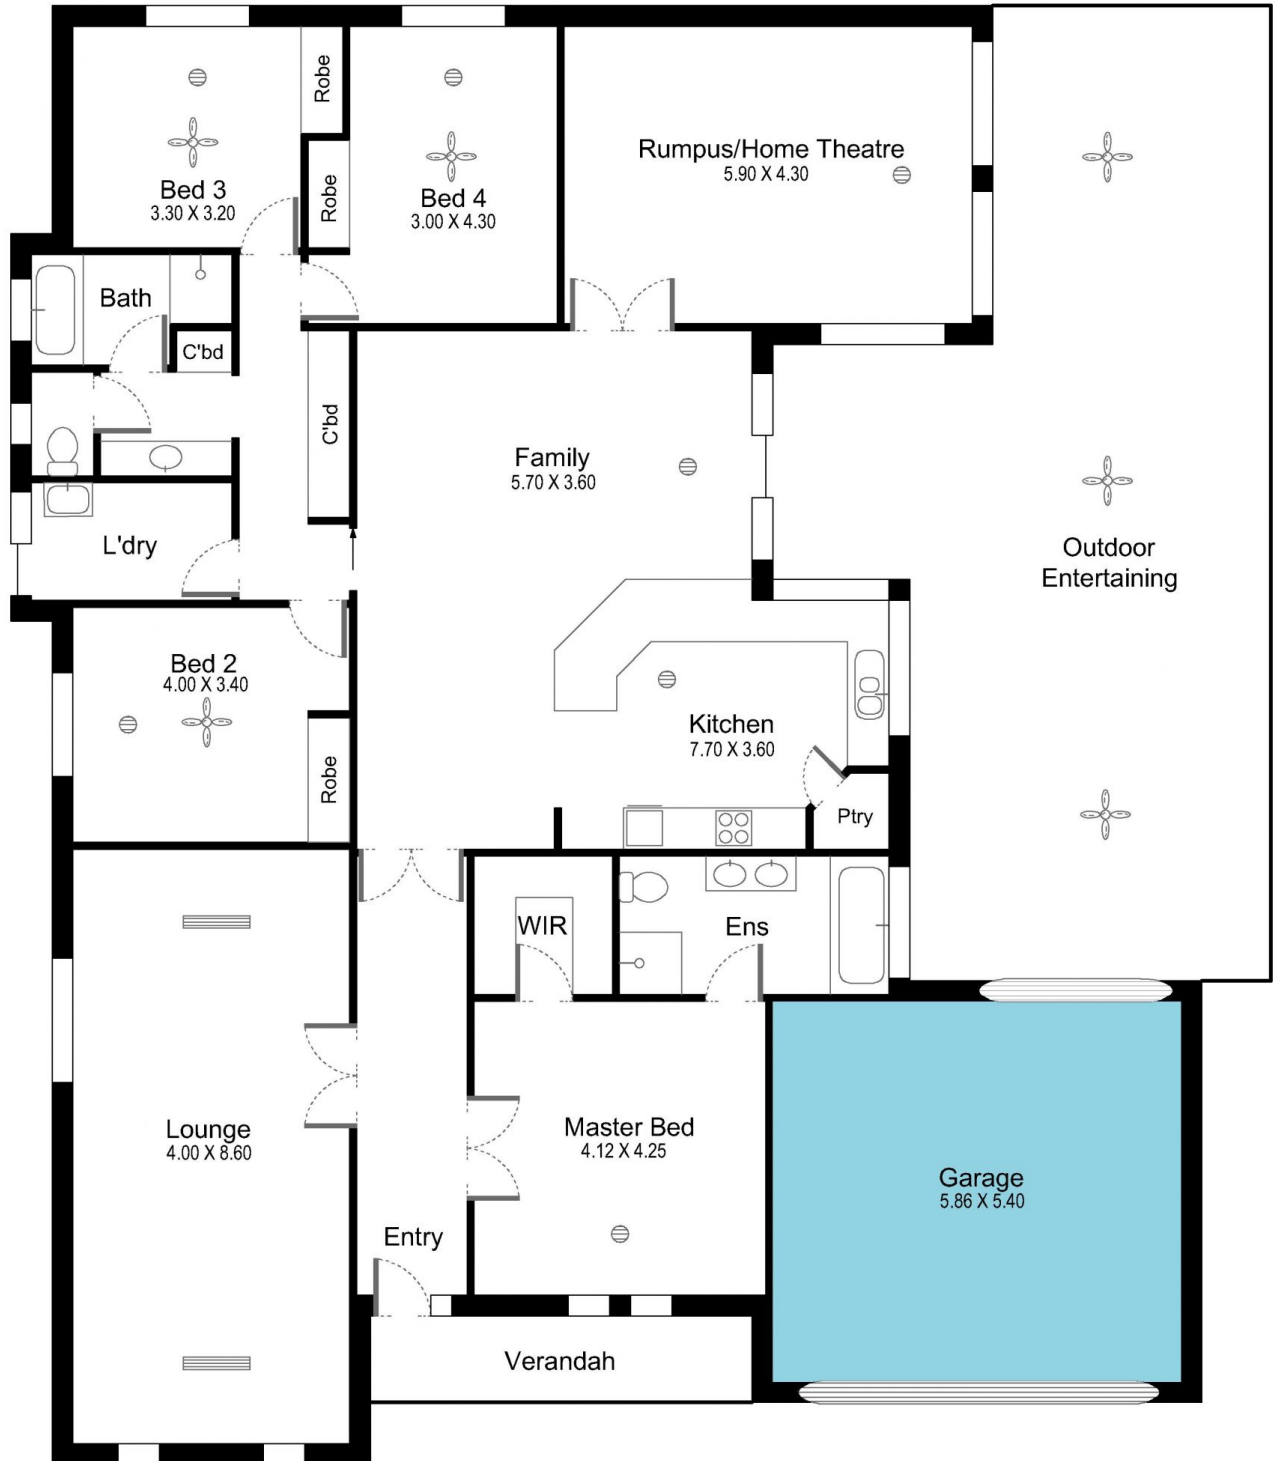 Robe
Rumpus/Home Theatre
5.90 X 4.30
Bed 3
3.30 X 3.20
Robe
Bed 4
3.00 X 4.30
Bath
C'bd
C'bd
Family
5.70 X 3.60
L'dry
Outdoor
Entertaining
Bed 2
4.00 X 3.40
Robe
Kitchen
7.70 X 3.60
Ptry
WIR
Ens
Lounge
4.00 X 8.60
Master Bed
4.12 X 4.25
Garage
5.86 X 5.40
Entry
Verandah